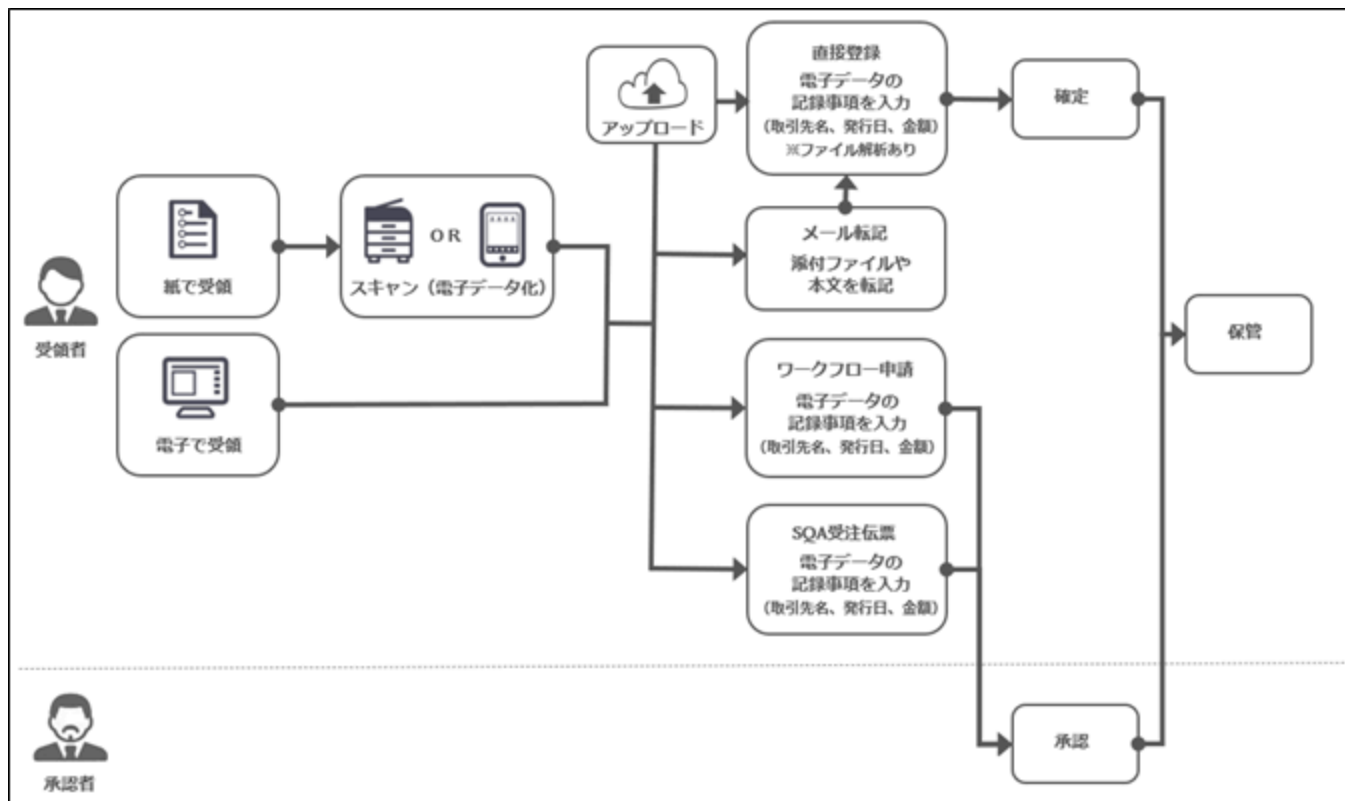 直接登録
電子データの
記録事項を入力
（取引先名、発行日、金額）
※ファイル解析あり
アップロード
確定
メール転記
添付ファイルや
本文を転記
紙で受領
OR
スキャン（電子データ化）
受領者
保管
ワークフロー申請
電子データの
記録事項を入力
（取引先名、発行日、金額）
電子で受領
SQA受注伝票
電子データの
記録事項を入力
（取引先名、発行日、金額）
承認
承認者